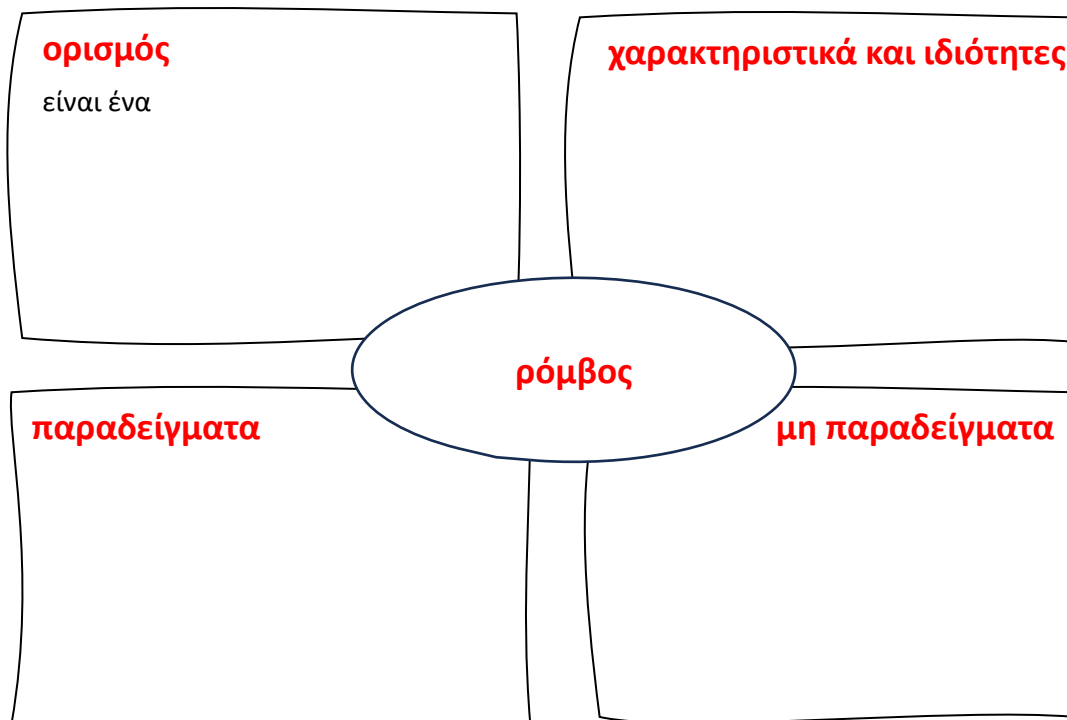 ορισμός
είναι ένα
χαρακτηριστικά και ιδιότητες
ρόμβος
παραδείγματα
μη παραδείγματα